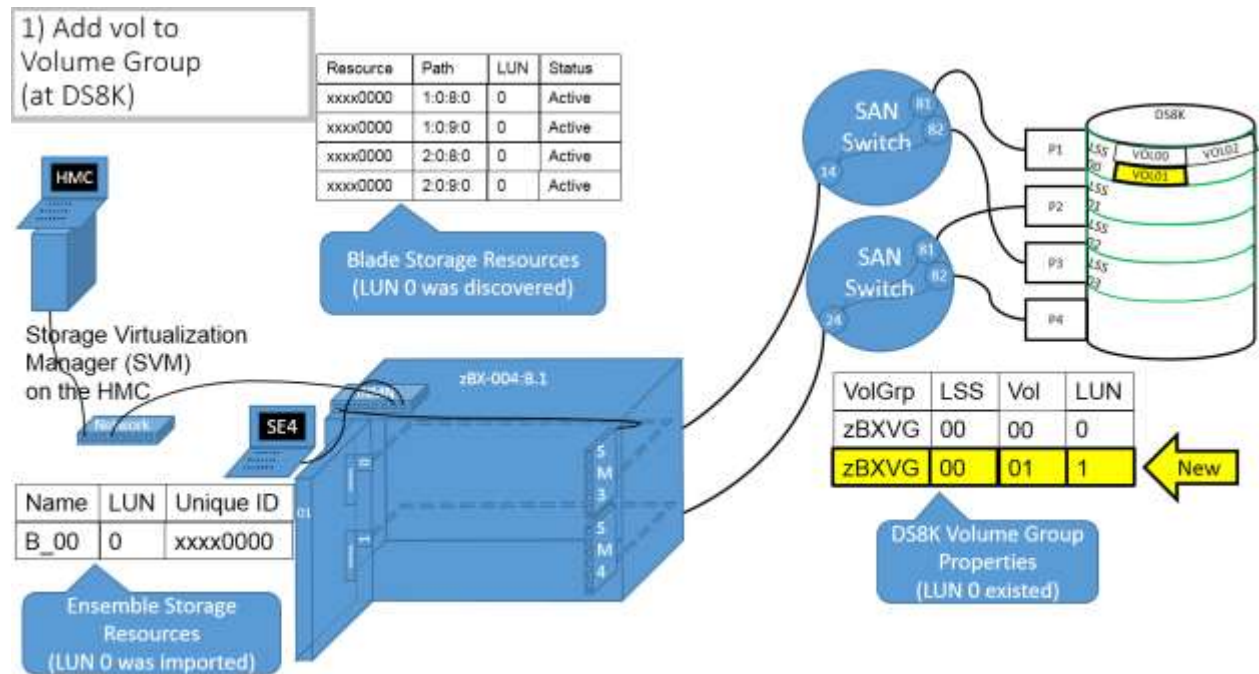 1) Add vol to
Volume Group
(at DS8K)
Resource Path LUN Status
xxxx0000 1:0:8:0 0 Active
xxxx0000 1:0:9:0 0 Active
xxxx0000 2:0:8:0 0 Active
xxxx0000 2:0:9:0 0 Active
Blade Storage Resources
(LUN 0 was discovered)
HMC
Storage Virtualization
Manager (SVM)
on the HMC
Network
SE4
zBX-004:B.1
01
0
1
S
M
3
S
M
4
SAN
Switch
81
82
14
SAN
Switch
81
82
24
P1
P2
P3
P4
DS8K
LSS
00
VOL00
VOL02
VOL01
LSS
01
LSS
02
LSS
03
VolGrp LSS Vol LUN
zBXVG 00 00 0
zBXVG 00 01 1
New
DS8K Volume Group
Properties
(LUN 0 existed)
Name LUN Unique ID
B_00 0 xxxx0000
Ensemble Storage
Resources
(LUN 0 was imported)